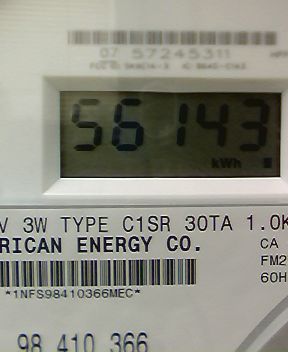 07 57245311
56143
kWh
V 3W TYPE C1SR 30TA 1.0K
RICAN ENERGY CO.
CA
FM2
60H
*1NFS98410366MEC*
98 410 366